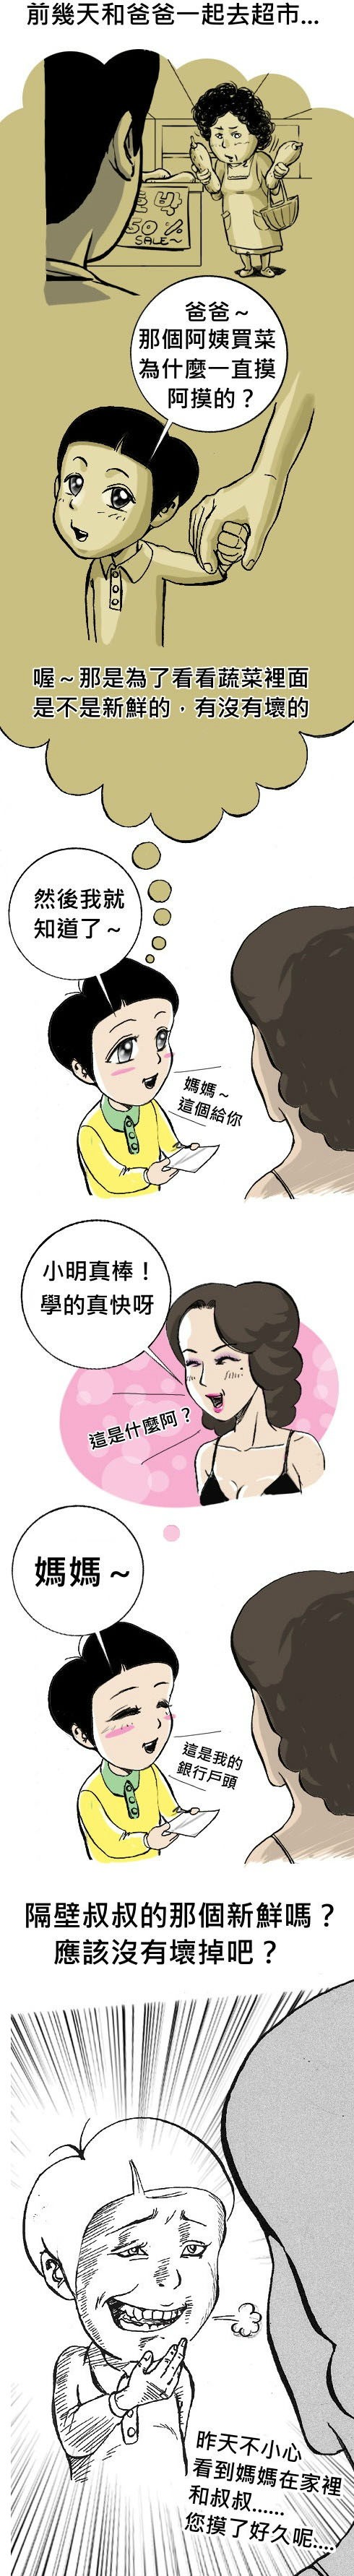 前幾天和爸爸一起去超市...
호박
50%
SALE~
爸爸~
那個阿姨買菜
為什麼一直摸
阿摸的？
喔~那是為了看看蔬菜裡面
是不是新鮮的，有沒有壞的
然後我就
知道了~
媽媽~
這個給你
小明真棒！
學的真快呀
這是什麼阿？
媽媽~
這是我的
銀行戶頭
隔壁叔叔的那個新鮮嗎？
應該沒有壞掉吧？
昨天不小心
看到媽媽在家裡
和叔叔......
您摸了好久呢....